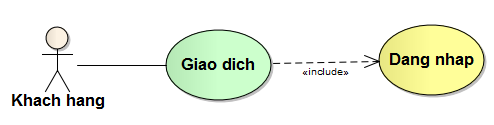 Khach hang
Giao dich
«include»
Dang nhap